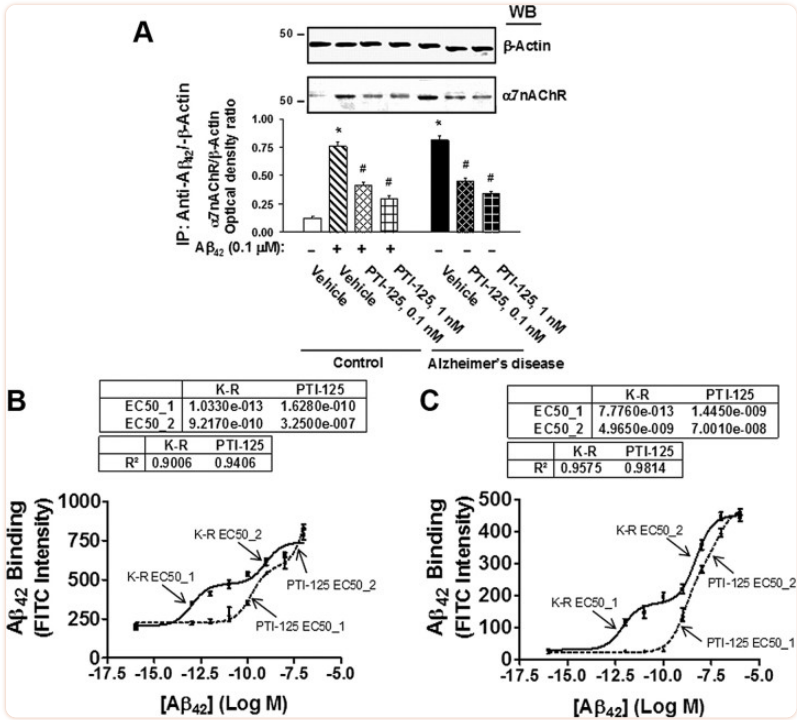 A
WB
50
β-Actin
50
α7nAChR
IP: Anti-Aβ42/-β-Actin
α7nAChR/β-Actin
Optical density ratio
1.00
0.75
0.50
0.25
0.00
* # # * # #
Aβ42 (0.1 μM): – + + + – – –
Vehicle
Vehicle
PTI-125, 0.1 nM
PTI-125, 1 nM
Vehicle
PTI-125, 0.1 nM
PTI-125, 1 nM
Control
Alzheimer's disease
B
K-R PTI-125
EC50_1 1.0330e-013 1.6280e-010
EC50_2 9.2170e-010 3.2500e-007
K-R PTI-125
R² 0.9006 0.9406
Aβ42 Binding
(FITC Intensity)
1000
750
500
250
0
K-R EC50_2
K-R EC50_1
PTI-125 EC50_2
PTI-125 EC50_1
-17.5 -15.0 -12.5 -10.0 -7.5 -5.0
[Aβ42] (Log M)
C
K-R PTI-125
EC50_1 7.7760e-013 1.4450e-009
EC50_2 4.9650e-009 7.0010e-008
K-R PTI-125
R² 0.9575 0.9814
Aβ42 Binding
(FITC Intensity)
500
400
300
200
100
0
K-R EC50_2
K-R EC50_1
PTI-125 EC50_2
PTI-125 EC50_1
-17.5 -15.0 -12.5 -10.0 -7.5 -5.0
[Aβ42] (Log M)